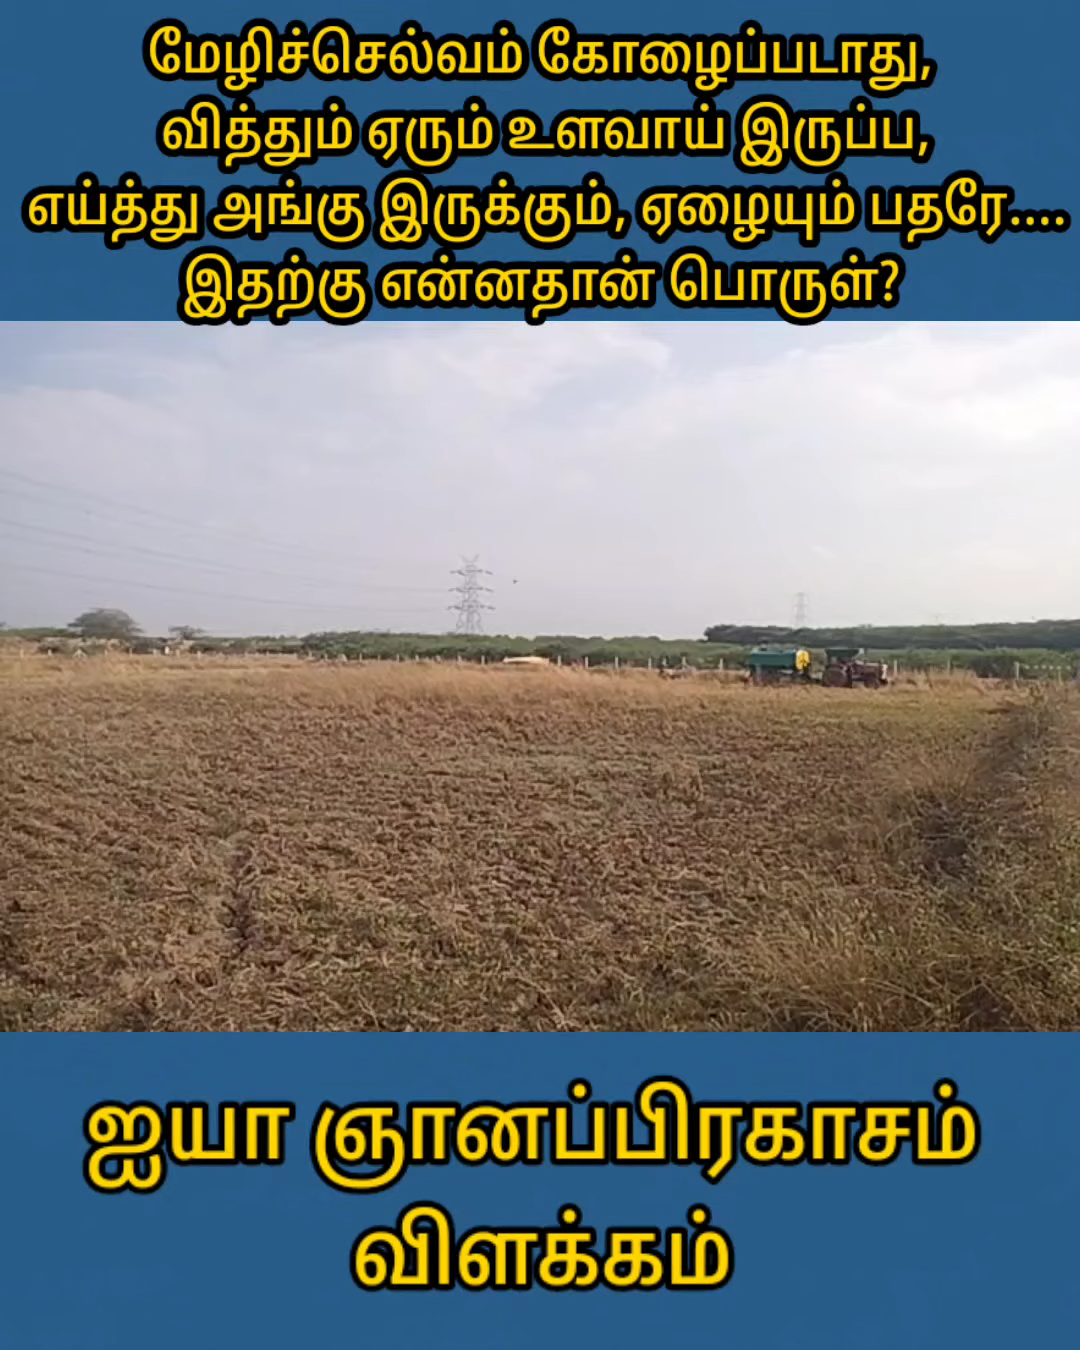 மேழிச்செல்வம் கோழைப்படாது,
வித்தும் ஏரும் உளவாய் இருப்ப,
எய்த்து அங்கு இருக்கும், ஏழையும் பதரே....
இதற்கு என்னதான் பொருள்?
ஐயா ஞானப்பிரகாசம்
விளக்கம்